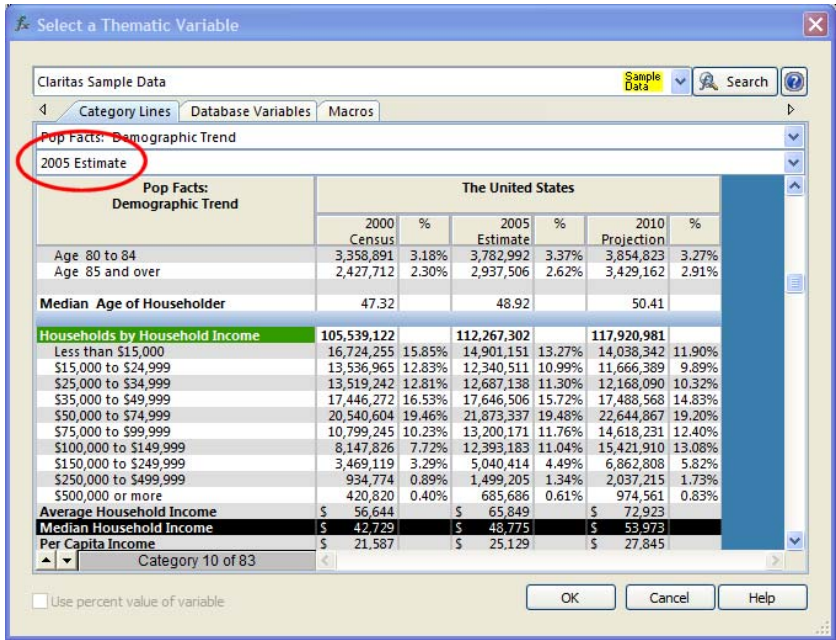 fx Select a Thematic Variable
Claritas Sample Data Sample Data Search
Category Lines Database Variables Macros
Pop Facts: Demographic Trend
2005 Estimate
Pop Facts: Demographic Trend The United States
2000 Census % 2005 Estimate % 2010 Projection %
Age 80 to 84 3,358,891 3.18% 3,782,992 3.37% 3,854,823 3.27%
Age 85 and over 2,427,712 2.30% 2,937,506 2.62% 3,429,162 2.91%
Median Age of Householder 47.32 48.92 50.41
Households by Household Income 105,539,122 112,267,302 117,920,981
Less than $15,000 16,724,255 15.85% 14,901,151 13.27% 14,038,342 11.90%
$15,000 to $24,999 13,536,965 12.83% 12,340,511 10.99% 11,666,389 9.89%
$25,000 to $34,999 13,519,242 12.81% 12,687,138 11.30% 12,168,090 10.32%
$35,000 to $49,999 17,446,272 16.53% 17,646,506 15.72% 17,488,568 14.83%
$50,000 to $74,999 20,540,604 19.46% 21,873,337 19.48% 22,644,867 19.20%
$75,000 to $99,999 10,799,245 10.23% 13,200,171 11.76% 14,618,231 12.40%
$100,000 to $149,999 8,147,826 7.72% 12,393,183 11.04% 15,421,910 13.08%
$150,000 to $249,999 3,469,119 3.29% 5,040,414 4.49% 6,862,808 5.82%
$250,000 to $499,999 934,774 0.89% 1,499,205 1.34% 2,037,215 1.73%
$500,000 or more 420,820 0.40% 685,686 0.61% 974,561 0.83%
Average Household Income $ 56,644 $ 65,849 $ 72,923
Median Household Income $ 42,729 $ 48,775 $ 53,973
Per Capita Income $ 21,587 $ 25,129 $ 27,845
Category 10 of 83
Use percent value of variable OK Cancel Help